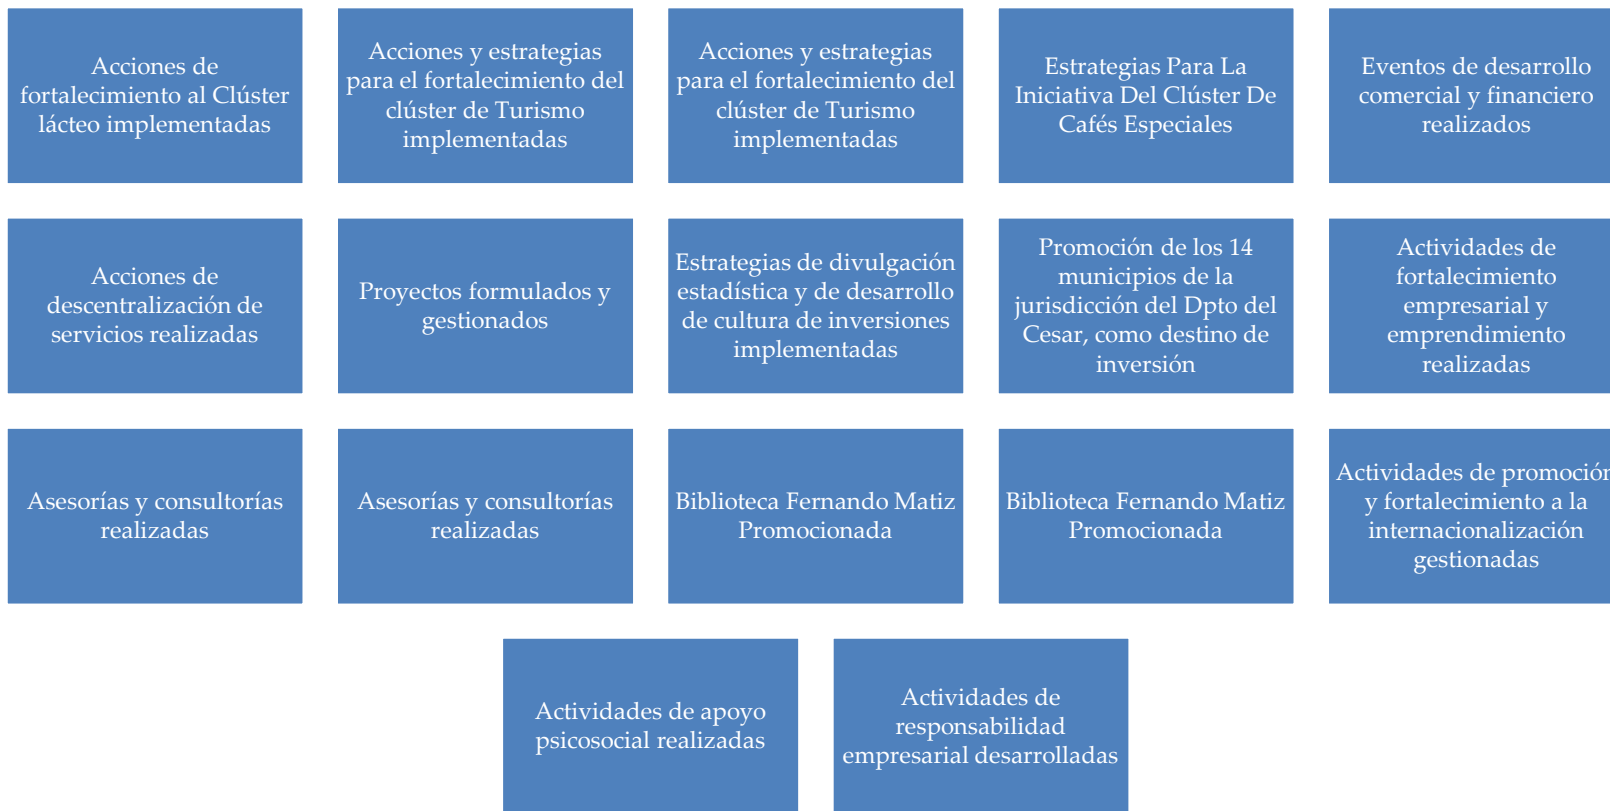 Acciones de
fortalecimiento al Clúster
lácteo implementadas
Acciones y estrategias
para el fortalecimiento del
clúster de Turismo
implementadas
Acciones y estrategias
para el fortalecimiento del
clúster de Turismo
implementadas
Estrategias Para La
Iniciativa Del Clúster De
Cafés Especiales
Eventos de desarrollo
comercial y financiero
realizados
Acciones de
descentralización de
servicios realizadas
Proyectos formulados y
gestionados
Estrategias de divulgación
estadística y de desarrollo
de cultura de inversiones
implementadas
Promoción de los 14
municipios de la
jurisdicción del Dpto del
Cesar, como destino de
inversión
Actividades de
fortalecimiento
empresarial y
emprendimiento
realizadas
Asesorías y consultorías
realizadas
Asesorías y consultorías
realizadas
Biblioteca Fernando Matiz
Promocionada
Biblioteca Fernando Matiz
Promocionada
Actividades de promoción
y fortalecimiento a la
internacionalización
gestionadas
Actividades de apoyo
psicosocial realizadas
Actividades de
responsabilidad
empresarial desarrolladas